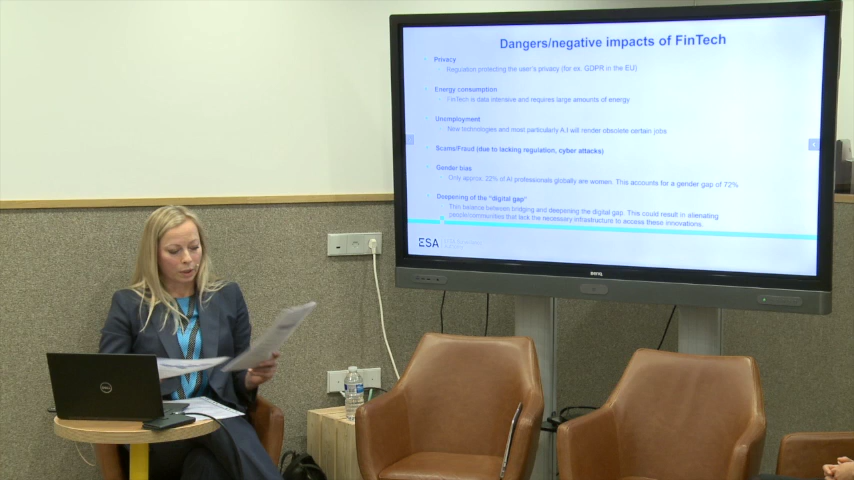 Dangers/negative impacts of FinTech
Privacy
Regulation protecting the user's privacy (for ex. GDPR in the EU)
Energy consumption
FinTech is data intensive and requires large amounts of energy
Unemployment
New technologies and most particularly A.I will render obsolete certain jobs
Scams/Fraud (due to lacking regulation, cyber attacks)
Gender bias
Only approx. 22% of AI professionals globally are women. This accounts for a gender gap of 72%
Deepening of the "digital gap"
Thin balance between bridging and deepening the digital gap. This could result in alienating
people/communities that lack the necessary infrastructure to access these innovations.
ESA
BenQ
DELL